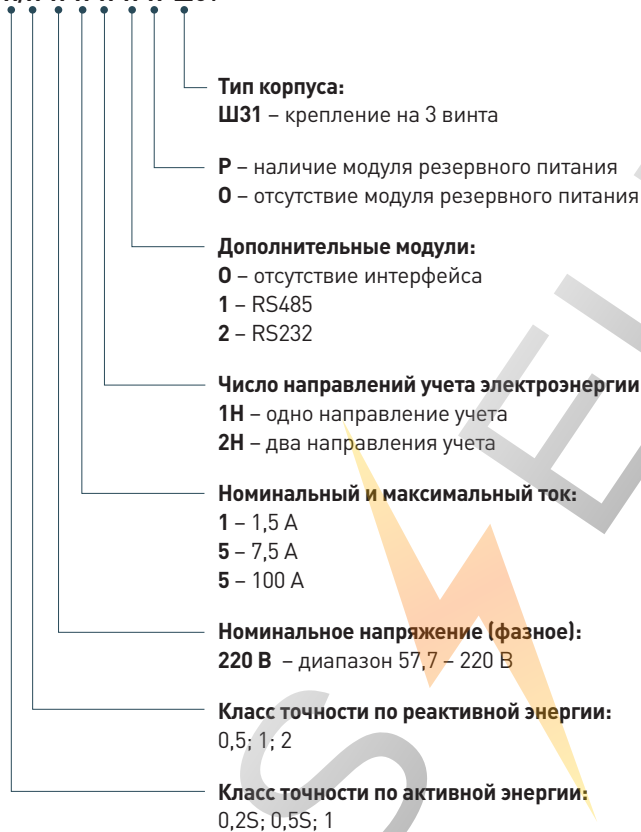 Тип корпуса:
Ш31 – крепление на 3 винта
Р – наличие модуля резервного питания
О – отсутствие модуля резервного питания
Дополнительные модули:
О – отсутствие интерфейса
1 – RS485
2 – RS232
Число направлений учета электроэнергии
1Н – одно направление учета
2Н – два направления учета
Номинальный и максимальный ток:
1 – 1,5 А
5 – 7,5 А
5 – 100 А
Номинальное напряжение (фазное):
220 В – диапазон 57,7 – 220 В
Класс точности по реактивной энергии:
0,5; 1; 2
Класс точности по активной энергии:
0,2S; 0,5S; 1